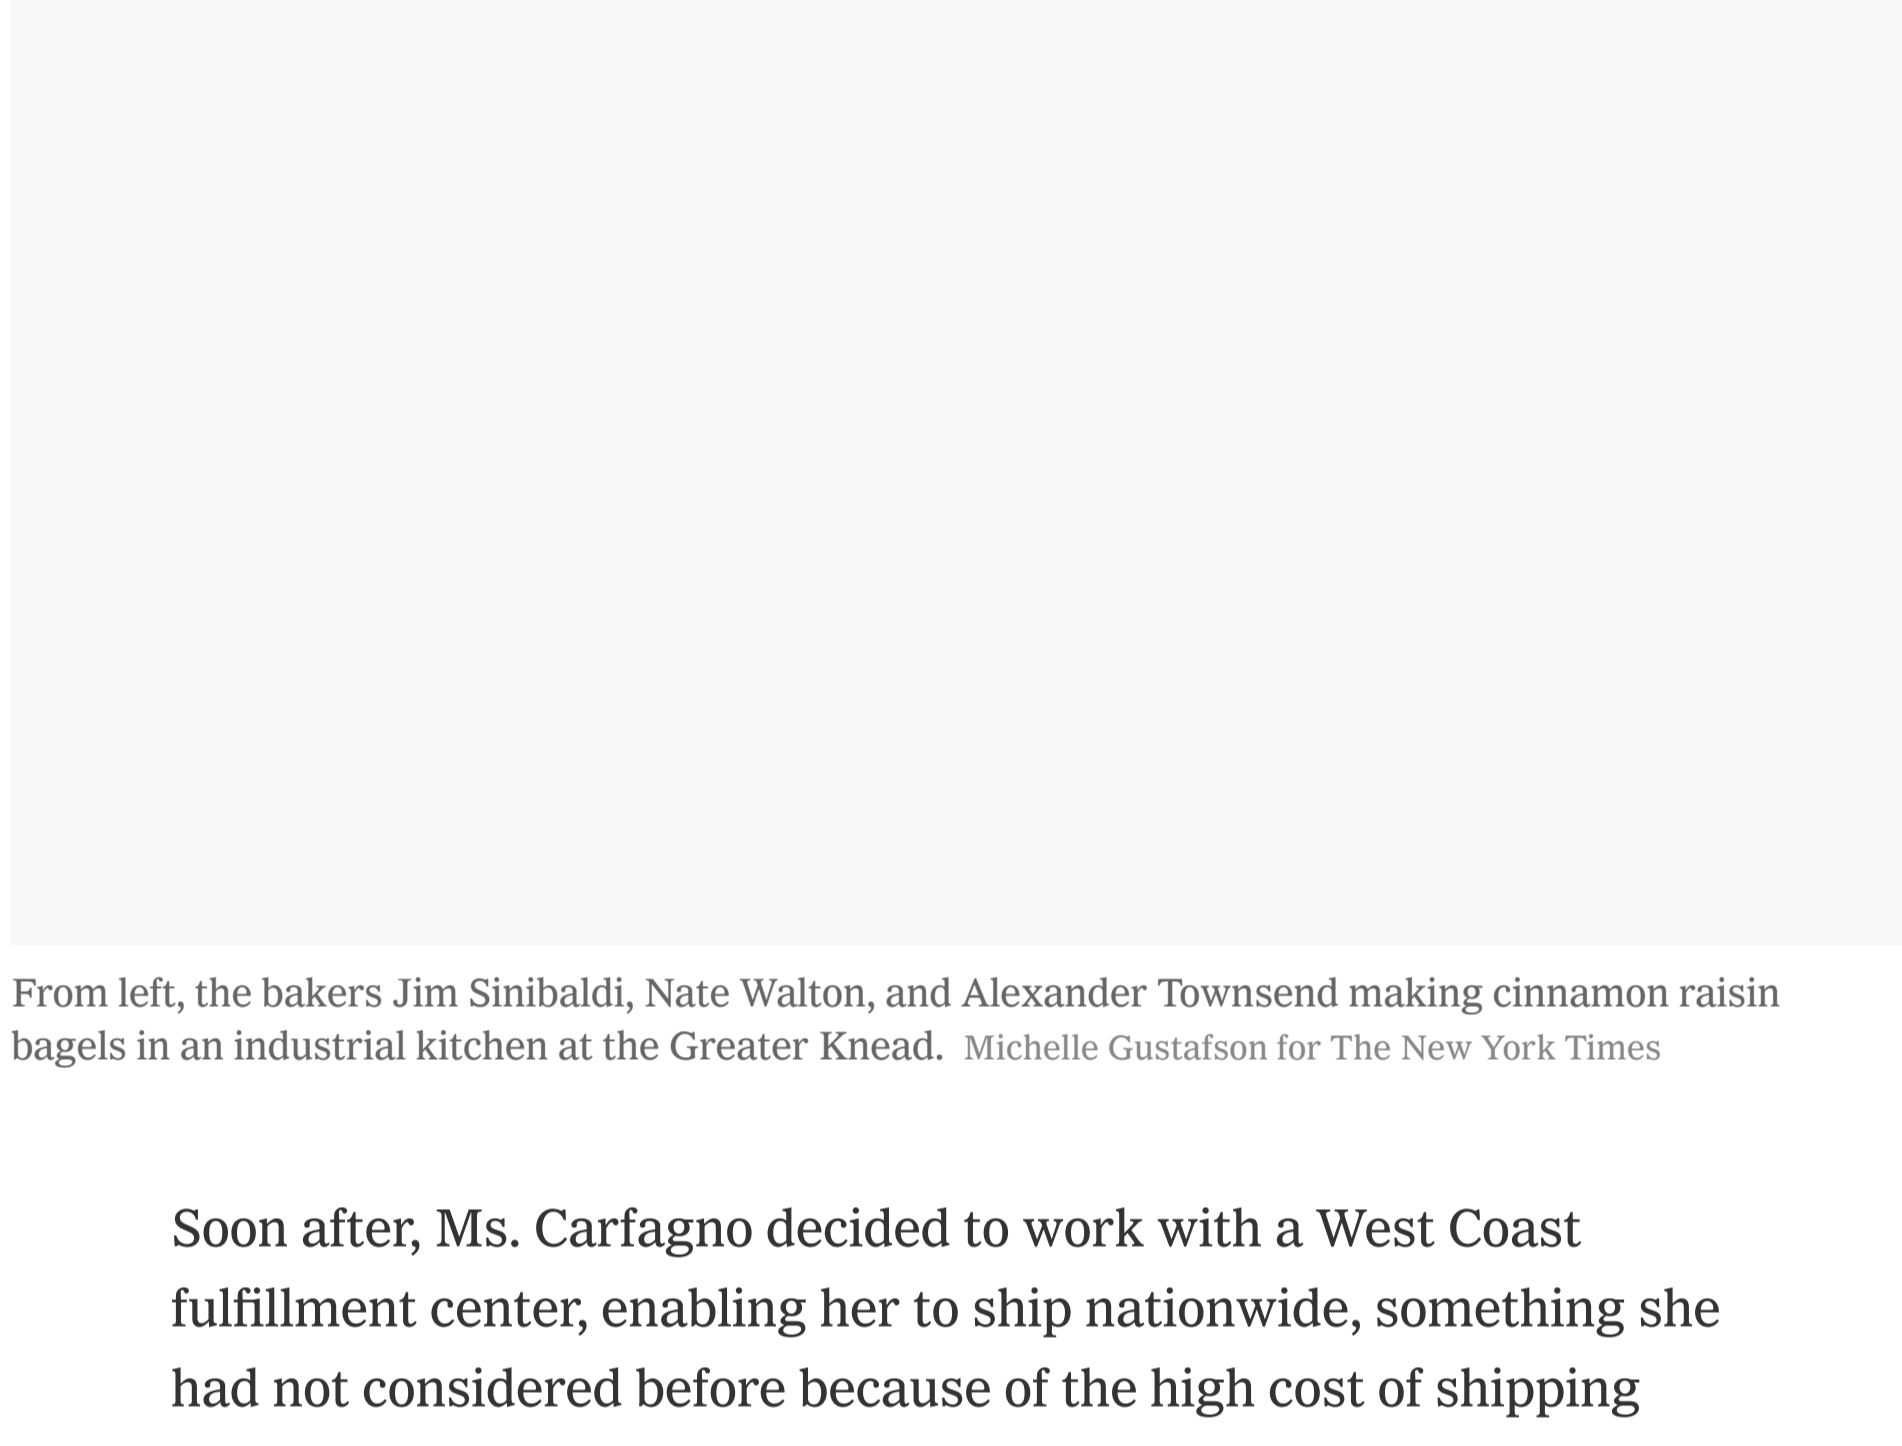 From left, the bakers Jim Sinibaldi, Nate Walton, and Alexander Townsend making cinnamon raisin
bagels in an industrial kitchen at the Greater Knead. Michelle Gustafson for The New York Times
Soon after, Ms. Carfagno decided to work with a West Coast
fulfillment center, enabling her to ship nationwide, something she
had not considered before because of the high cost of shipping